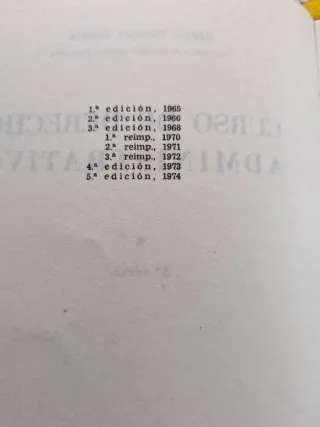 1.ª edición, 1965
2.ª edición, 1966
3.ª edición, 1968
1.ª reimp., 1970
2.ª reimp., 1971
3.ª reimp., 1972
4.ª edición, 1973
5.ª edición, 1974